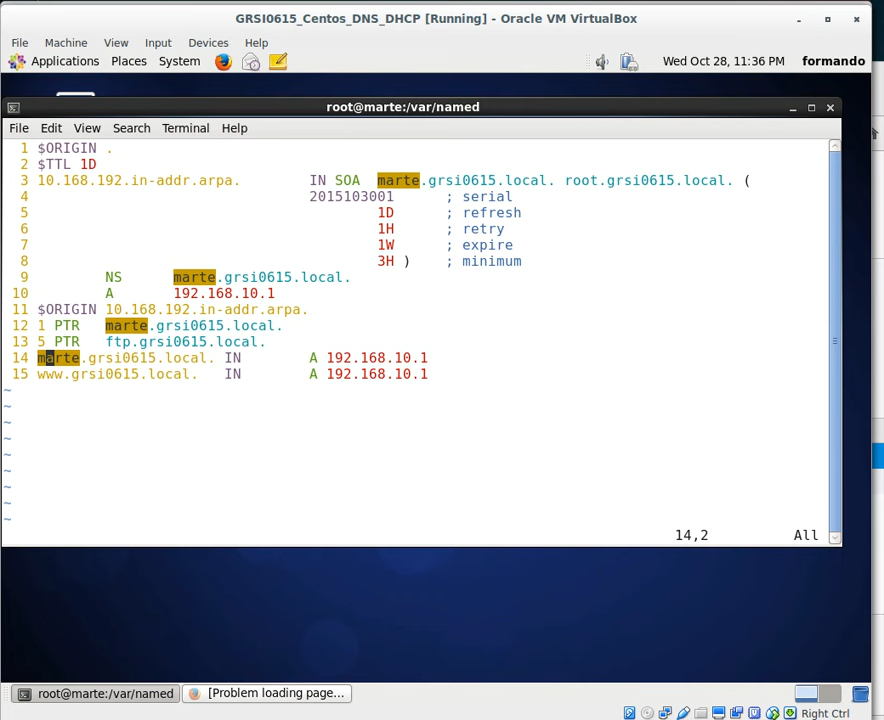 GRSI0615_Centos_DNS_DHCP [Running] - Oracle VM VirtualBox
File Machine View Input Devices Help
Applications Places System Wed Oct 28, 11:36 PM formando
root@marte:/var/named
File Edit View Search Terminal Help
1 $ORIGIN .
2 $TTL 1D
3 10.168.192.in-addr.arpa. IN SOA marte.grsi0615.local. root.grsi0615.local. (
4 2015103001 ; serial
5 1D ; refresh
6 1H ; retry
7 1W ; expire
8 3H ) ; minimum
9 NS marte.grsi0615.local.
10 A 192.168.10.1
11 $ORIGIN 10.168.192.in-addr.arpa.
12 1 PTR marte.grsi0615.local.
13 5 PTR ftp.grsi0615.local.
14 marte.grsi0615.local. IN A 192.168.10.1
15 www.grsi0615.local. IN A 192.168.10.1
~
~
~
~
~
~
~
~
~
14,2 All
root@marte:/var/named [Problem loading page...
Right Ctrl